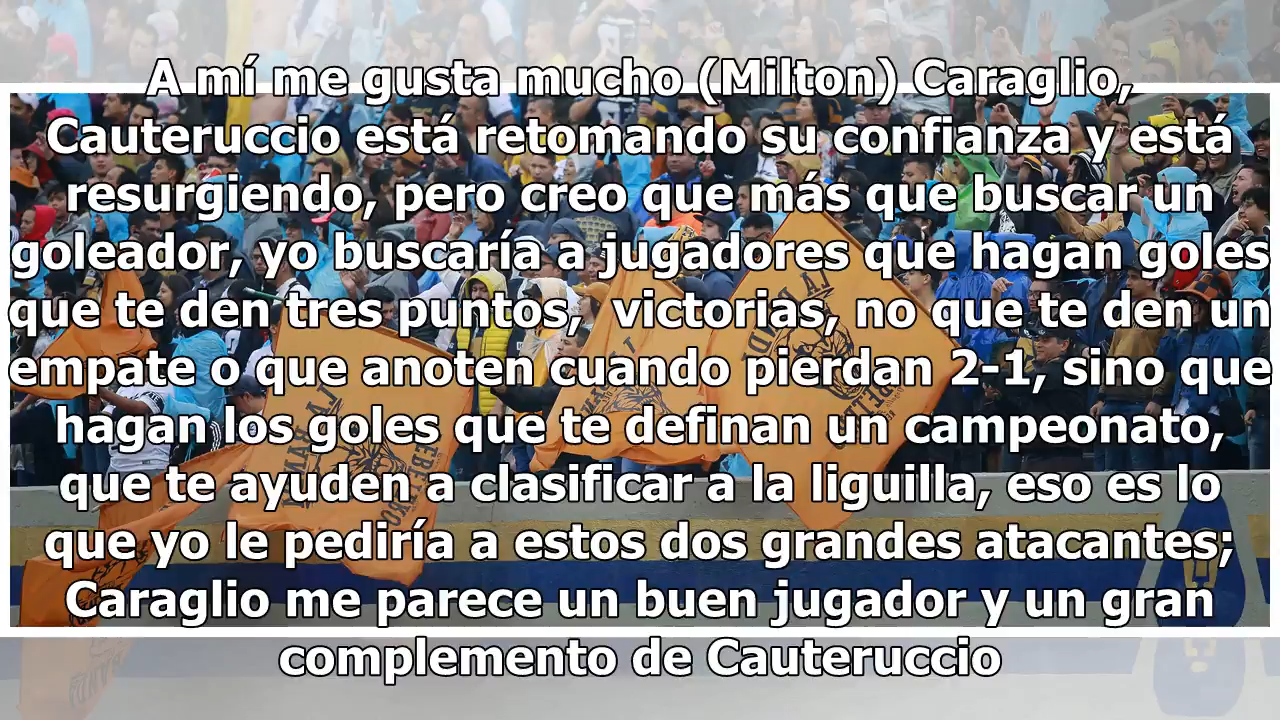 A mí me gusta mucho (Milton) Caraglio,
Cauteruccio está retomando su confianza y está
resurgiendo, pero creo que más que buscar un
goleador, yo buscaría a jugadores que hagan goles
que te den tres puntos,  victorias, no que te den un
empate o que anoten cuando pierdan 2-1, sino que
hagan los goles que te definan un campeonato,
que te ayuden a clasificar a la liguilla, eso es lo
que yo le pediría a estos dos grandes atacantes;
Caraglio me parece un buen jugador y un gran
complemento de Cauteruccio